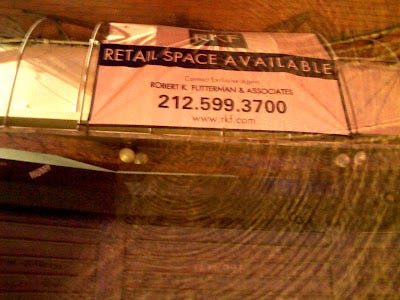 RKF
RETAIL SPACE AVAILABLE
Contact Exclusive Agent
ROBERT K. FUTTERMAN & ASSOCIATES
212.599.3700
www.rkf.com